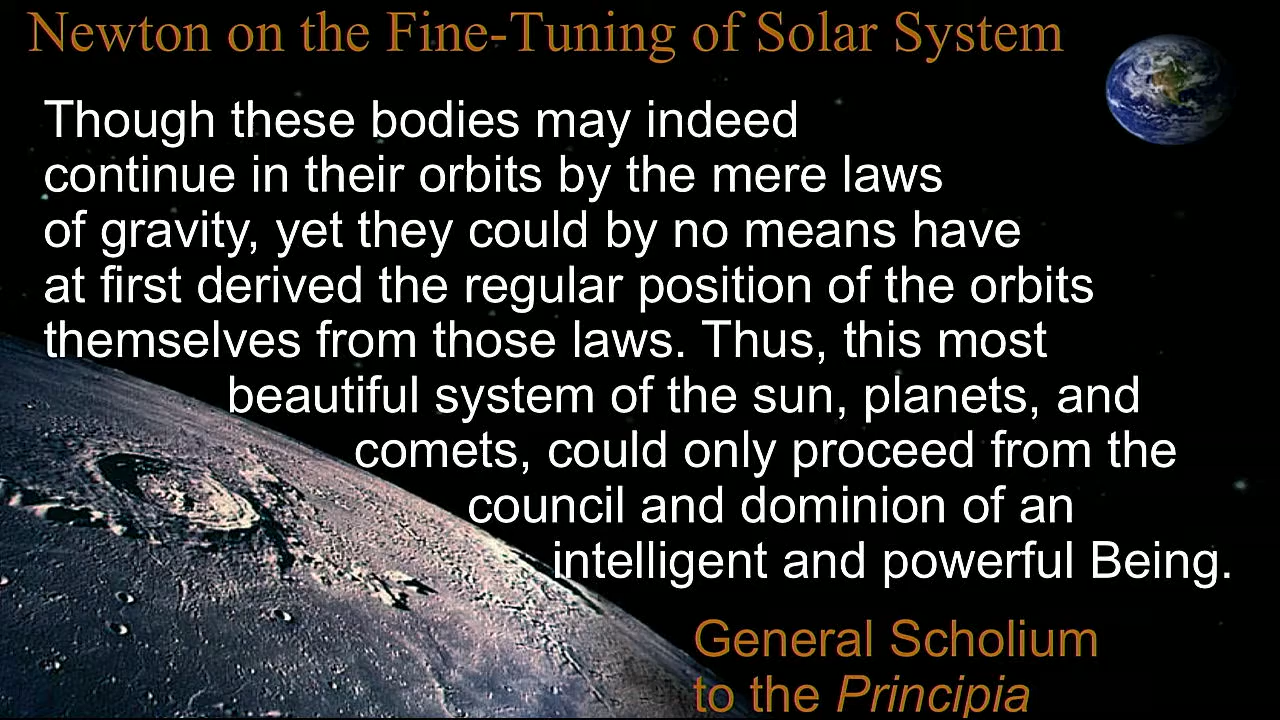 Newton on the Fine-Tuning of Solar System
Though these bodies may indeed
continue in their orbits by the mere laws
of gravity, yet they could by no means have
at first derived the regular position of the orbits
themselves from those laws. Thus, this most
beautiful system of the sun, planets, and
comets, could only proceed from the
council and dominion of an
intelligent and powerful Being.
General Scholium
to the Principia